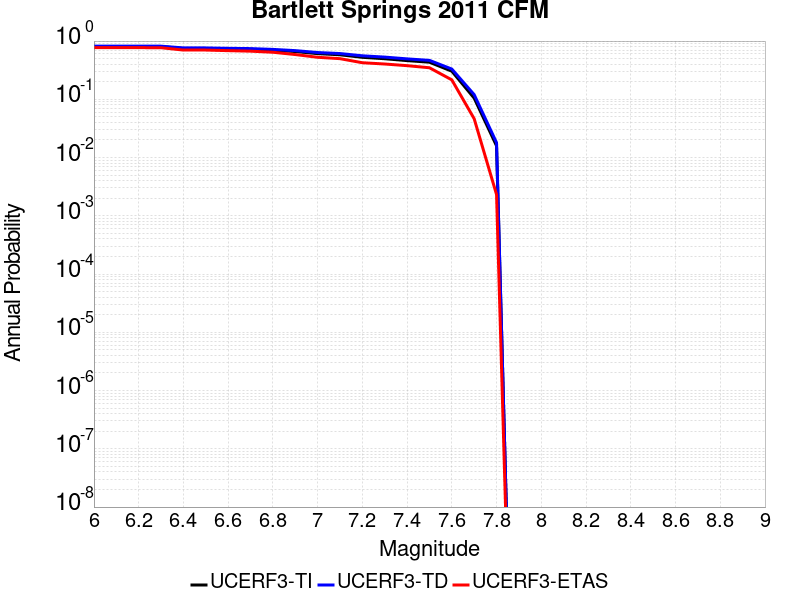 Bartlett Springs 2011 CFM
10^0
10^-1
10^-2
10^-3
10^-4
10^-5
10^-6
10^-7
10^-8
Annual Probability
6 6.2 6.4 6.6 6.8 7 7.2 7.4 7.6 7.8 8 8.2 8.4 8.6 8.8 9
Magnitude
UCERF3-TI UCERF3-TD UCERF3-ETAS